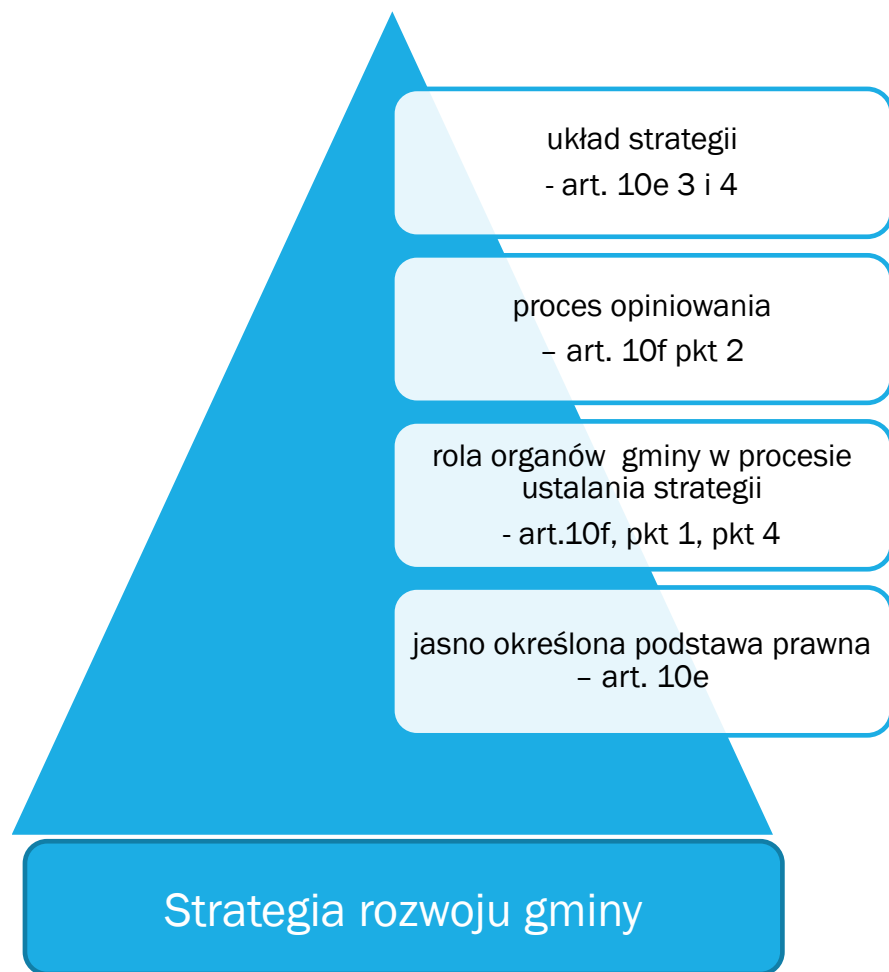 układ strategii
- art. 10e 3 i 4
proces opiniowania
– art. 10f pkt 2
rola organów gminy w procesie
ustalania strategii
- art.10f, pkt 1, pkt 4
jasno określona podstawa prawna
– art. 10e
Strategia rozwoju gminy